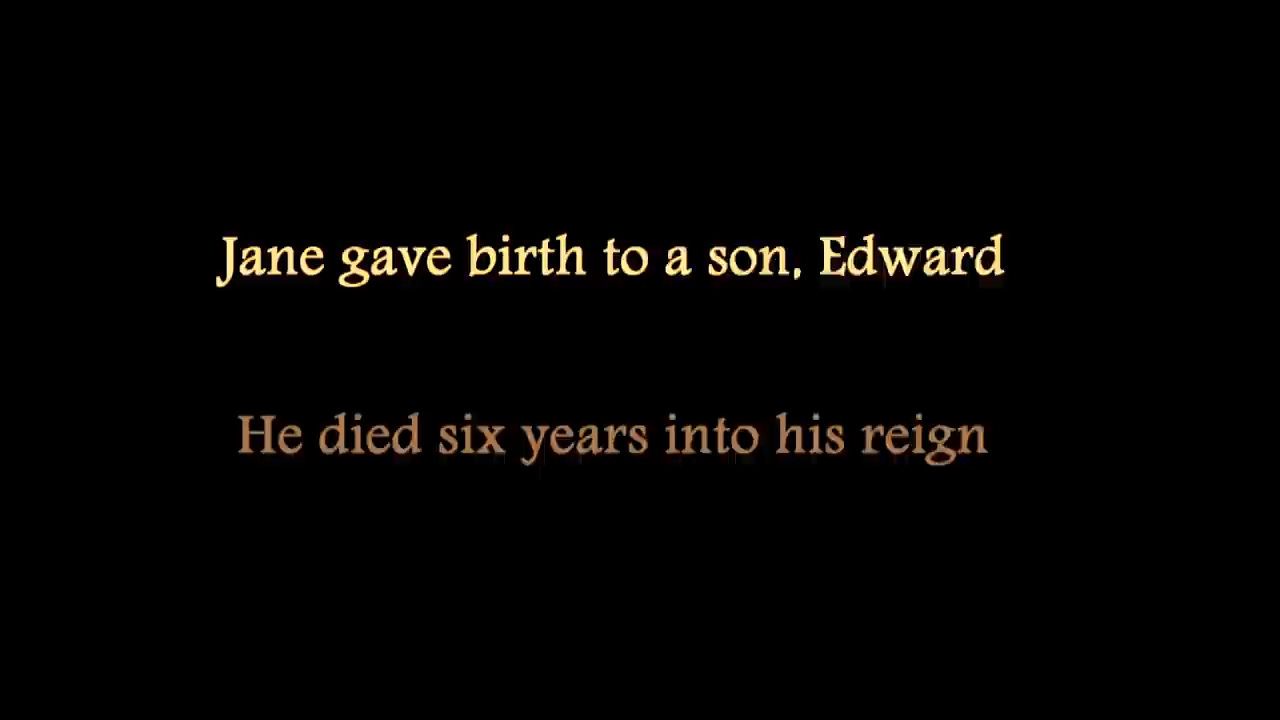 Jane gave birth to a son, Edward
He died six years into his reign